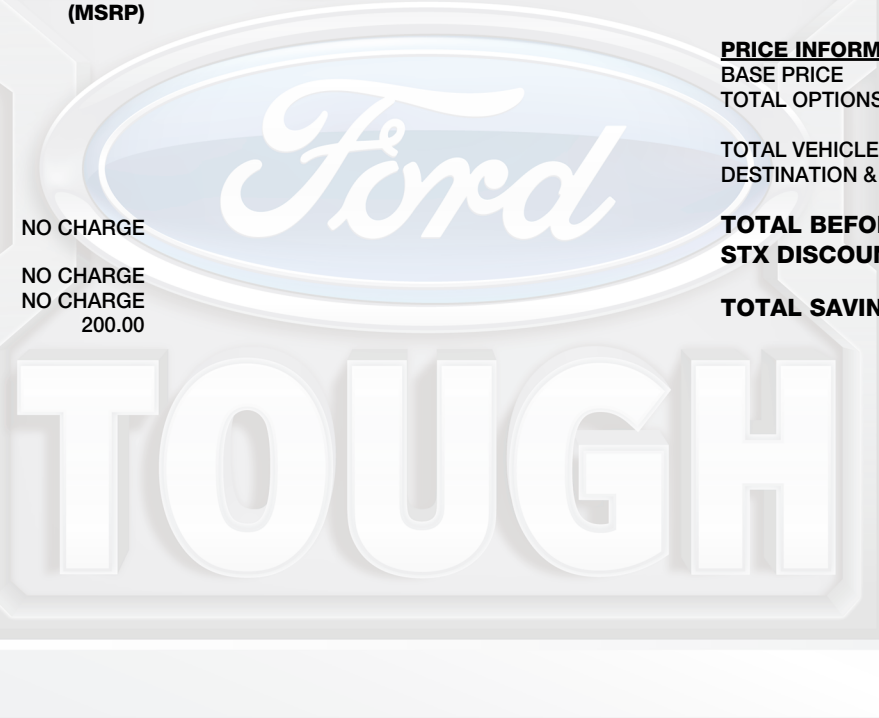 (MSRP)
NO CHARGE
NO CHARGE
NO CHARGE
200.00
PRICE INFORM
BASE PRICE
TOTAL OPTIONS
TOTAL VEHICLE
DESTINATION &
TOTAL BEFO
STX DISCOUN
TOTAL SAVIN
Ford
TOUGH